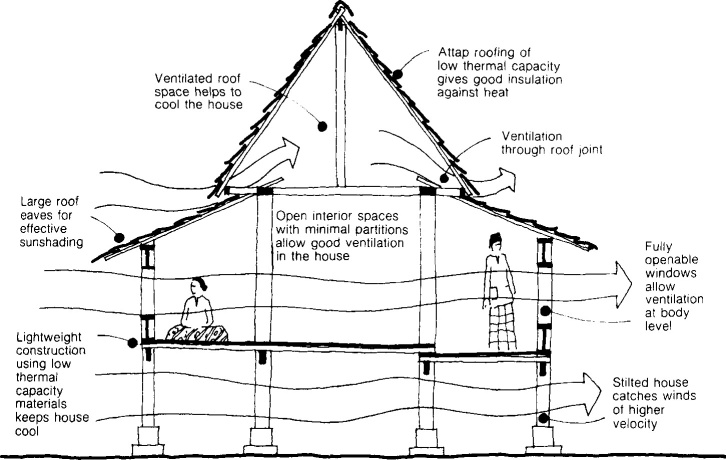 Attap roofing of
low thermal capacity
gives good insulation
against heat
Ventilated roof
space helps to
cool the house
Ventilation
through roof joint
Large roof
eaves for
effective
sunshading
Open interior spaces
with minimal partitions
allow good ventilation
in the house
Fully
openable
windows
allow
ventilation
at body
level
Lightweight
construction
using low
thermal
capacity
materials
keeps house
cool
Stilted house
catches winds
of higher
velocity